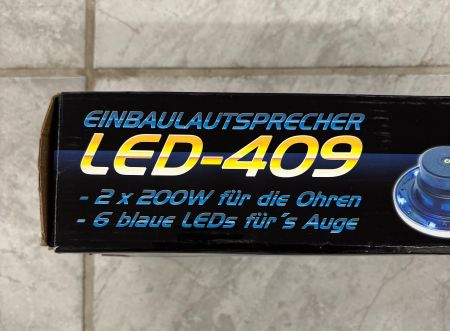 EINBAULAUTSPRECHER
LED-409
- 2 x 200W für die Ohren
- 6 blaue LEDs für´s Auge